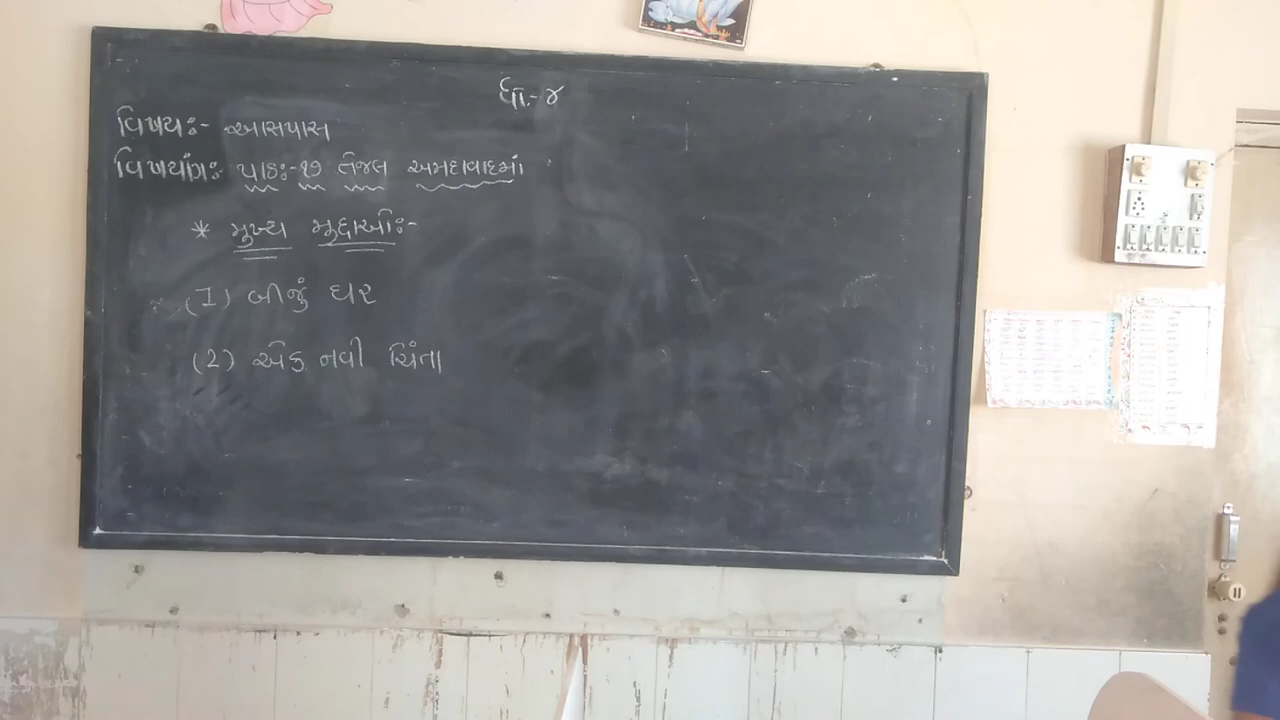 ધો.-૪
વિષય:- આસપાસ
વિષયાંગ: પાઠ:-૧૭ તેજલ અમદાવાદમાં
* મુખ્ય મુદ્દાઓ:-
(1) બીજું ઘર
(2) એક નવી ચિંતા